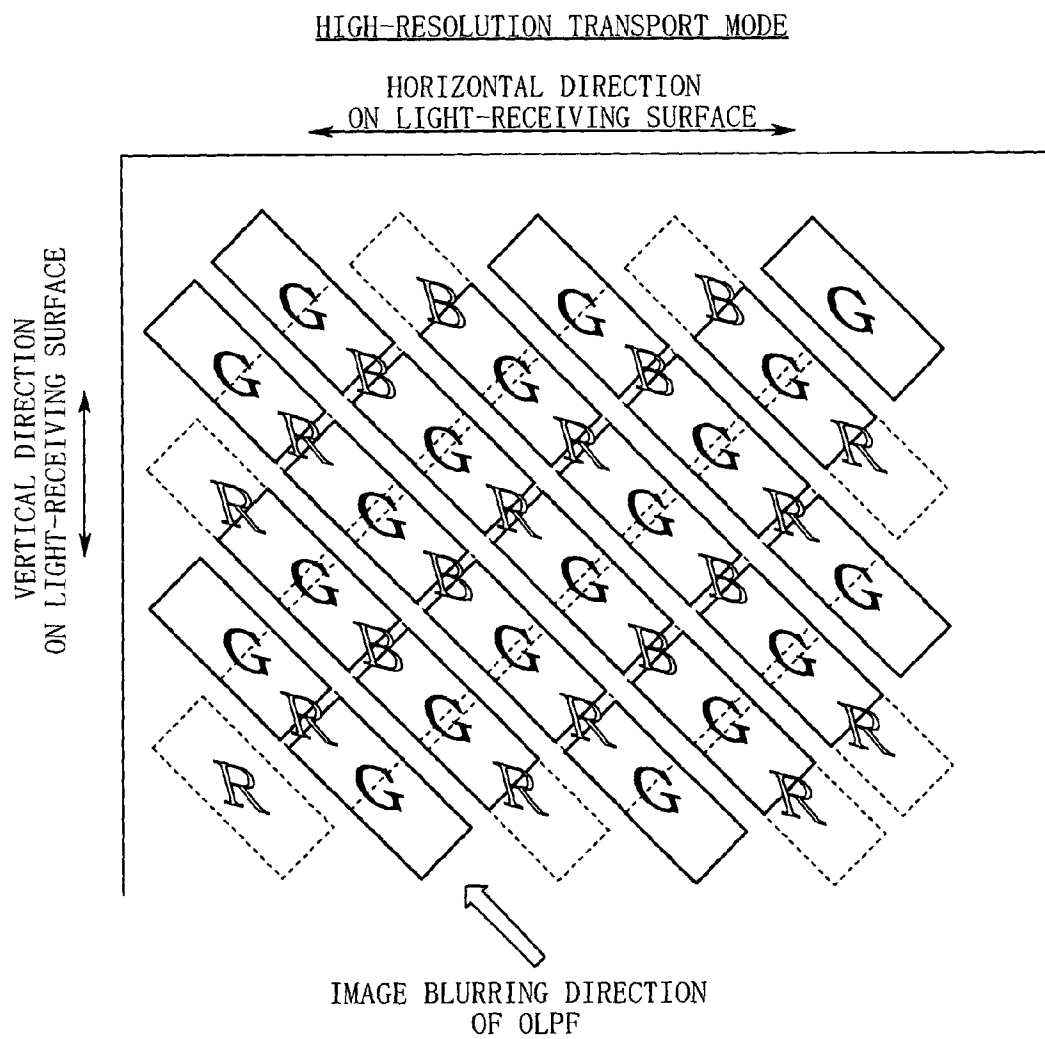 HIGH-RESOLUTION TRANSPORT MODE
HORIZONTAL DIRECTION
ON LIGHT-RECEIVING SURFACE
VERTICAL DIRECTION
ON LIGHT-RECEIVING SURFACE
G B G B G
G B G B G
R G R G R
R G R G R
G B G B G
G B G B G
R G R G R
R G R G R
IMAGE BLURRING DIRECTION
OF OLPF